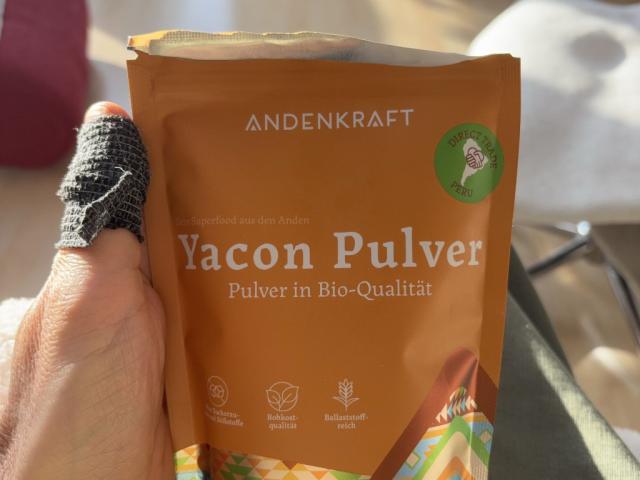 ANDENKRAFT
DIRECT TRADE
PERU
Superfood aus den Anden
Yacon Pulver
Pulver in Bio-Qualität
Rohkost-
qualität
Ballaststoff-
reich